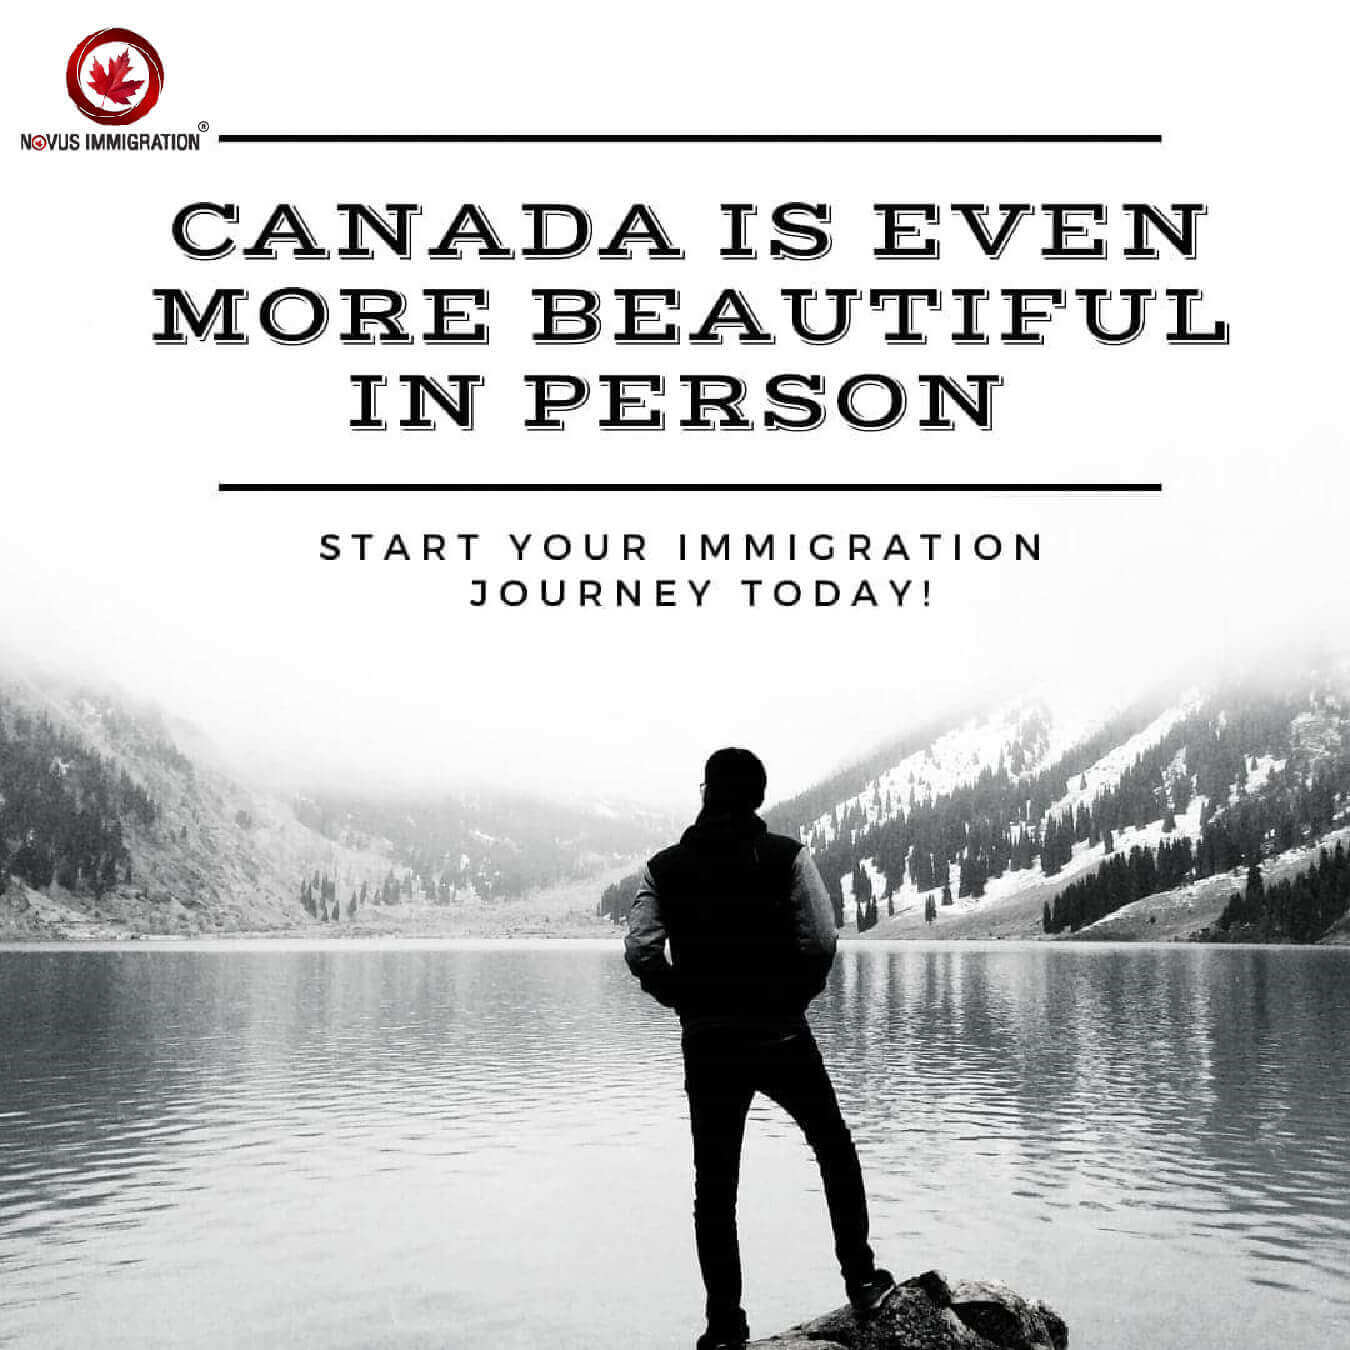 NOVUS IMMIGRATION®
CANADA IS EVEN
MORE BEAUTIFUL
IN PERSON
START YOUR IMMIGRATION
JOURNEY TODAY!